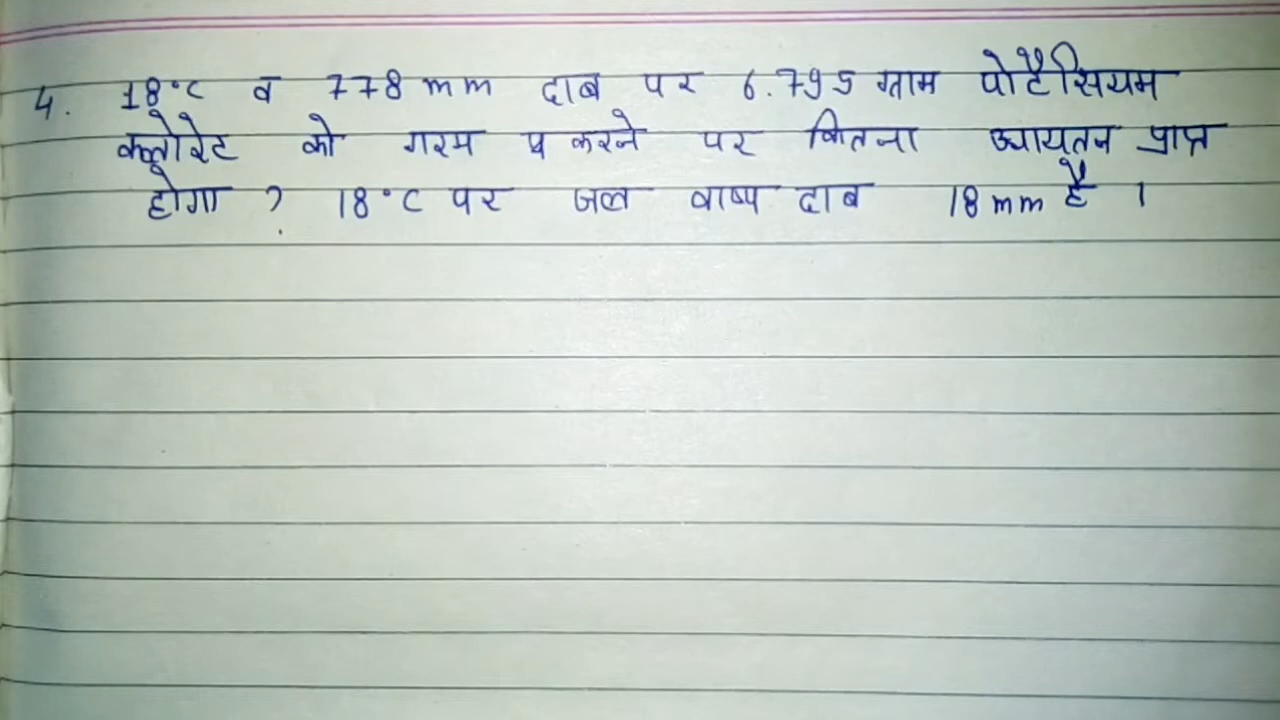 4. 18°C व 778 mm दाब पर 6.795 ग्राम पोटैसियम
क्लोरेट को गरम करने पर कितना आयतन प्राप्त
होगा ? 18°C पर जल वाष्प दाब 18 mm है ।